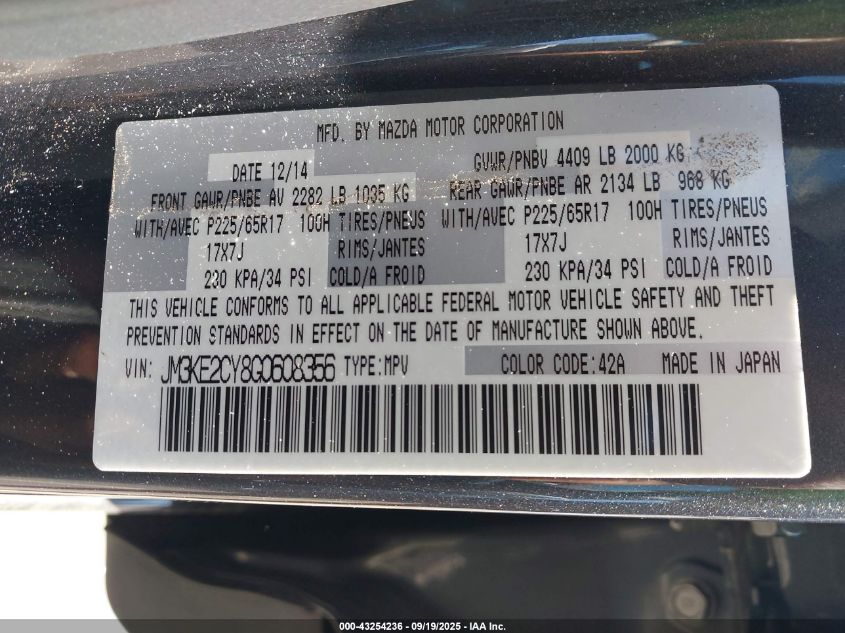 MFD. BY MAZDA MOTOR CORPORATION
DATE 12/14 GVWR/PNBV 4409 LB 2000 KG
FRONT GAWR/PNBE AV 2282 LB 1035 KG REAR GAWR/PNBE AR 2134 LB 968 KG
WITH/AVEC P225/65R17 100H TIRES/PNEUS WITH/AVEC P225/65R17 100H TIRES/PNEUS
17X7J RIMS/JANTES 17X7J RIMS/JANTES
230 KPA/34 PSI COLD/A FROID 230 KPA/34 PSI COLD/A FROID
THIS VEHICLE CONFORMS TO ALL APPLICABLE FEDERAL MOTOR VEHICLE SAFETY AND THEFT
PREVENTION STANDARDS IN EFFECT ON THE DATE OF MANUFACTURE SHOWN ABOVE.
VIN: JM3KE2CY8G0608356 TYPE:MPV COLOR CODE:42A MADE IN JAPAN
000-43254236 - 09/19/2025 - IAA Inc.